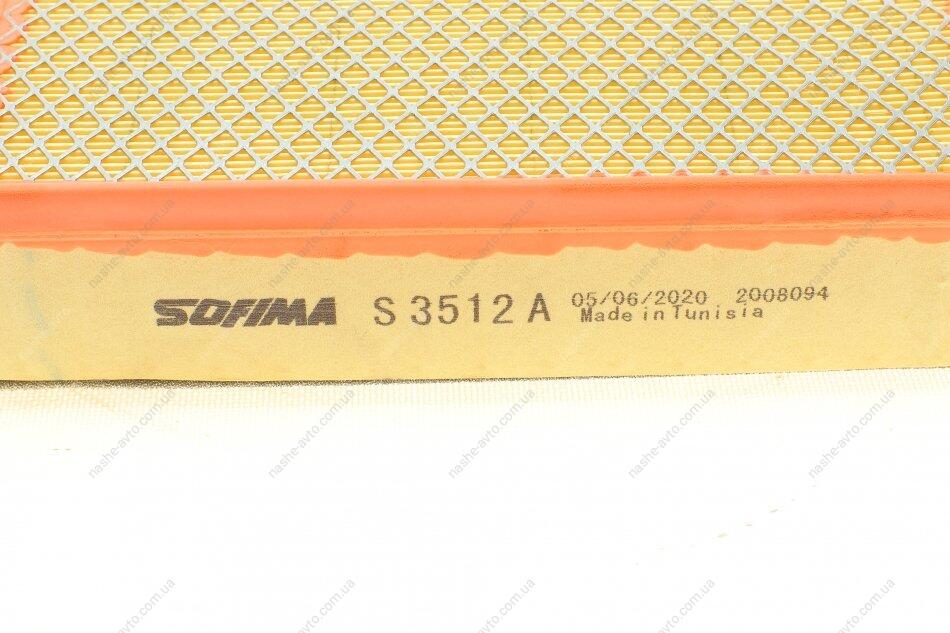 SOFIMA S 3512 A 05/06/2020 2008094
Made in Tunisia
nashe-avto.com.ua